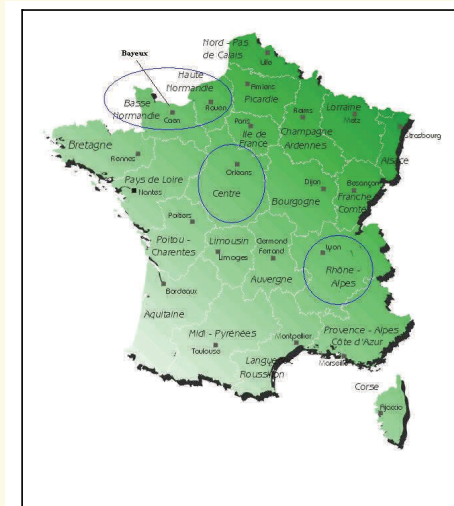 Nord - Pas
de Calais
Lille
Bayeux
Haute
Normandie
Amiens
Picardie
Rouen
Basse
Normandie
Caen
Reims
Lorraine
Metz
Paris
Ile de
France
Champagne
Ardennes
Strasbourg
Alsace
Bretagne
Rennes
Orléans
Pays de Loire
Nantes
Centre
Dijon
Besançon
Bourgogne
Franche
Comte
Poitiers
Poitou -
Charentes
Limousin
Limoges
Germond
Ferrand
Lyon
Rhône -
Alpes
Auvergne
Bordeaux
Aquitaine
Midi - Pyrénées
Toulouse
Montpellier
Provence - Alpes
Côte d'Azur
Marseille
Langue
Roussillon
Corse
Ajaccio